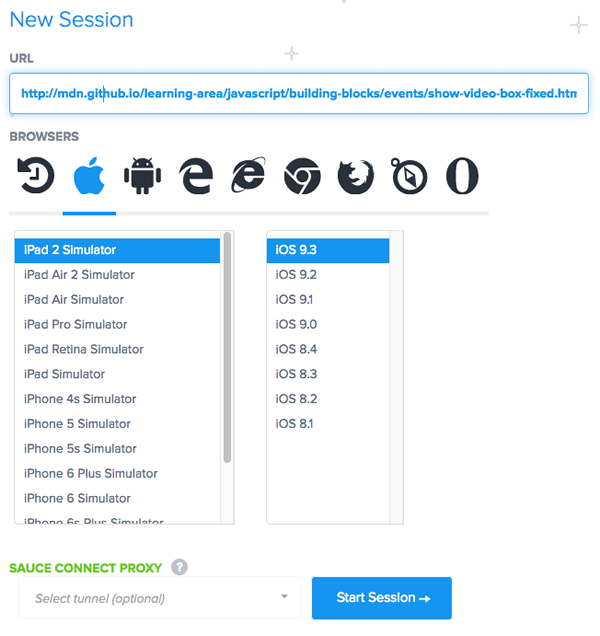 New Session
URL
http://mdn.github.io/learning-area/javascript/building-blocks/events/show-video-box-fixed.htm
BROWSERS
iPad 2 Simulator
iPad Air 2 Simulator
iPad Air Simulator
iPad Pro Simulator
iPad Retina Simulator
iPad Simulator
iPhone 4s Simulator
iPhone 5 Simulator
iPhone 5s Simulator
iPhone 6 Plus Simulator
iPhone 6 Simulator
iPhone 6s Plus Simulator
iOS 9.3
iOS 9.2
iOS 9.1
iOS 9.0
iOS 8.4
iOS 8.3
iOS 8.2
iOS 8.1
SAUCE CONNECT PROXY ?
Select tunnel (optional)
Start Session →